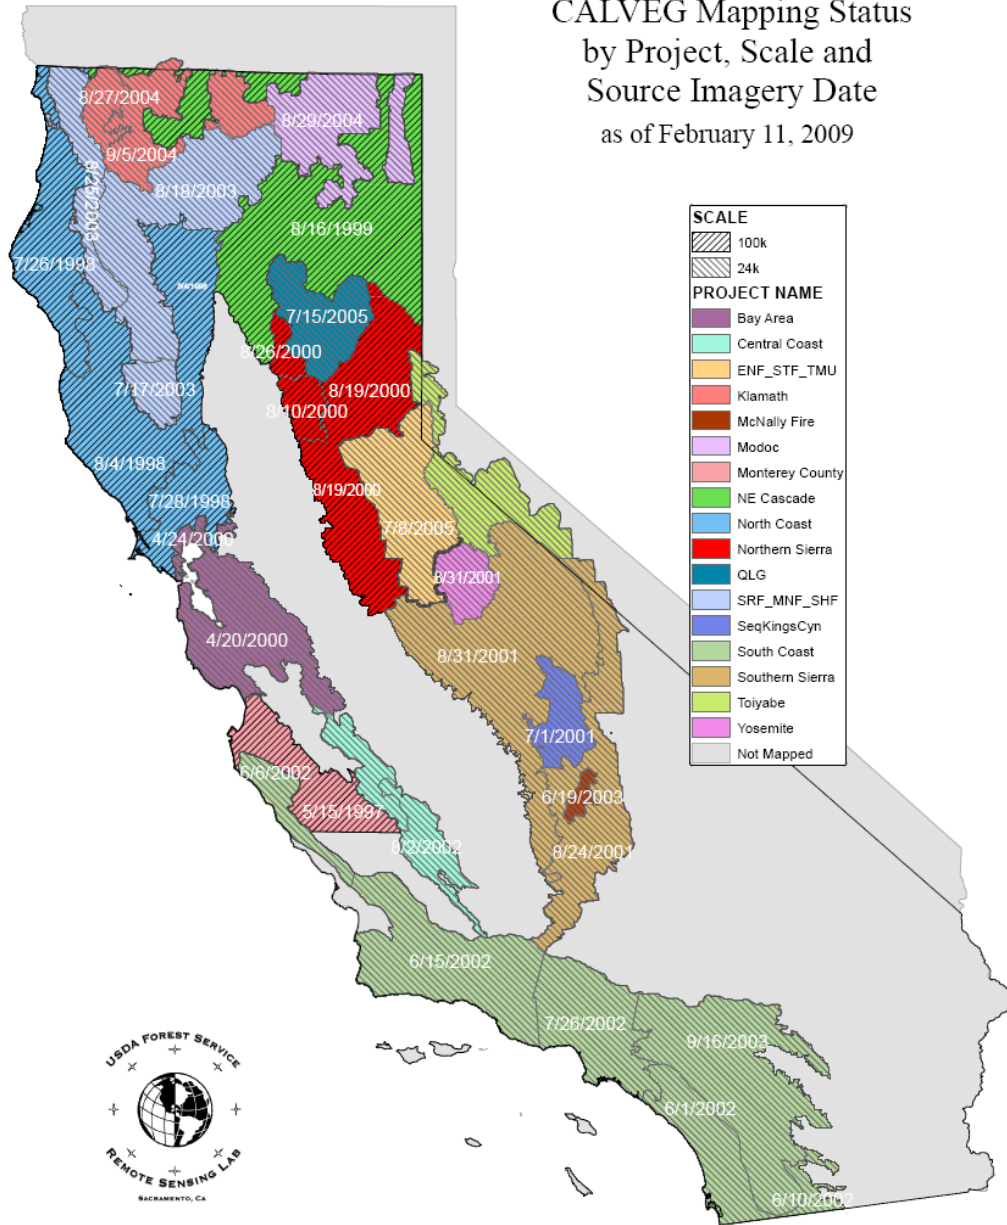 CALVEG Mapping Status
by Project, Scale and
Source Imagery Date
as of February 11, 2009
8/27/2004
8/29/2004
9/5/2004
8/25/2003
8/18/2003
8/16/1999
7/26/1998
7/15/2005
8/26/2000
7/17/2003
8/19/2000
8/10/2000
8/4/1998
8/19/2000
7/28/1998
7/8/2005
4/24/2000
8/31/2001
4/20/2000
8/31/2001
7/1/2001
6/6/2002
6/19/2003
5/15/1997
8/2/2002
8/24/2001
6/15/2002
7/26/2002
9/16/2003
6/1/2002
6/10/2002
SCALE
100k
24k
PROJECT NAME
Bay Area
Central Coast
ENF_STF_TMU
Klamath
McNally Fire
Modoc
Monterey County
NE Cascade
North Coast
Northern Sierra
QLG
SRF_MNF_SHF
SeqKingsCyn
South Coast
Southern Sierra
Toiyabe
Yosemite
Not Mapped
USDA FOREST SERVICE
REMOTE SENSING LAB
SACRAMENTO, CA